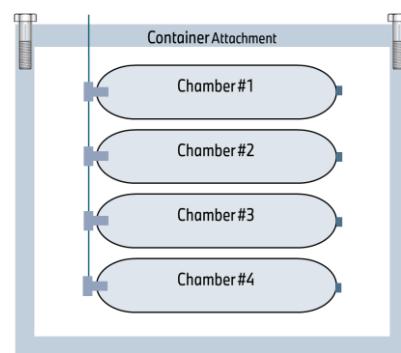 Container Attachment
Chamber #1
Chamber #2
Chamber #3
Chamber #4